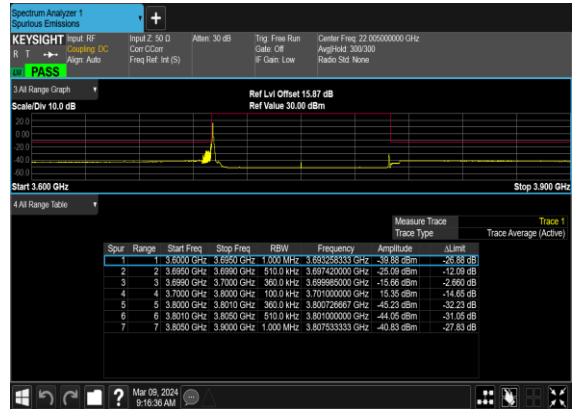 Spectrum Analyzer 1
Spurious Emissions
KEYSIGHT Input: RF Input Z: 50 Ω Atten: 30 dB Trig: Free Run Center Freq: 22.005000000 GHz
R T Coupling: DC Corr CCorr Gate: Off Avg|Hold: 300/300
Align: Auto Freq Ref: Int (S) IF Gain: Low Radio Std: None
LW PASS
3 All Range Graph
Ref Lvl Offset 15.87 dB
Scale/Div 10.0 dB Ref Value 30.00 dBm
20.0
0.00
-20.0
-40.0
-60.0
Start 3.600 GHz Stop 3.900 GHz
4 All Range Table
Measure Trace Trace 1
Trace Type Trace Average (Active)
Spur Range Start Freq Stop Freq RBW Frequency Amplitude ΔLimit
1 1 3.6000 GHz 3.6950 GHz 1.000 MHz 3.693258333 GHz -39.88 dBm -26.88 dB
2 2 3.6950 GHz 3.6990 GHz 510.0 kHz 3.697420000 GHz -25.09 dBm -12.09 dB
3 3 3.6990 GHz 3.7000 GHz 360.0 kHz 3.699985000 GHz -15.66 dBm -2.660 dB
4 4 3.7000 GHz 3.8000 GHz 100.0 kHz 3.701000000 GHz 15.35 dBm -14.65 dB
5 5 3.8000 GHz 3.8010 GHz 360.0 kHz 3.800726667 GHz -45.23 dBm -32.23 dB
6 6 3.8010 GHz 3.8050 GHz 510.0 kHz 3.801000000 GHz -44.05 dBm -31.05 dB
7 7 3.8050 GHz 3.9000 GHz 1.000 MHz 3.807533333 GHz -40.83 dBm -27.83 dB
Mar 09, 2024
9:16:36 AM